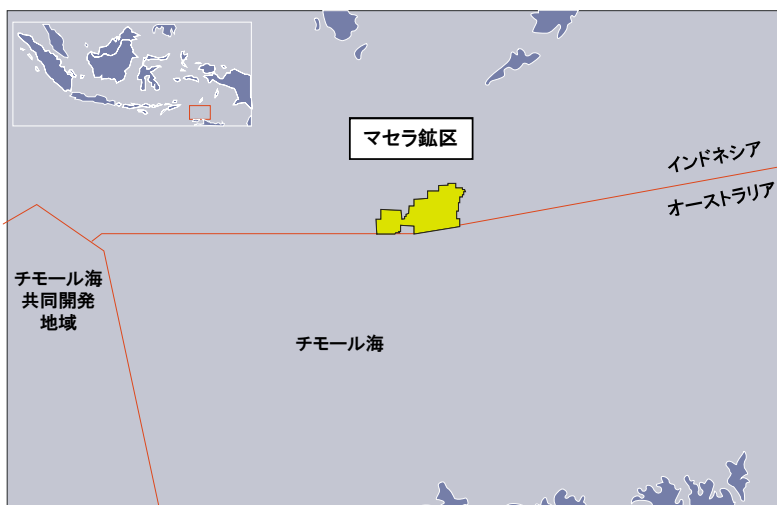 マセラ鉱区
インドネシア
オーストラリア
チモール海
共同開発
地域
チモール海